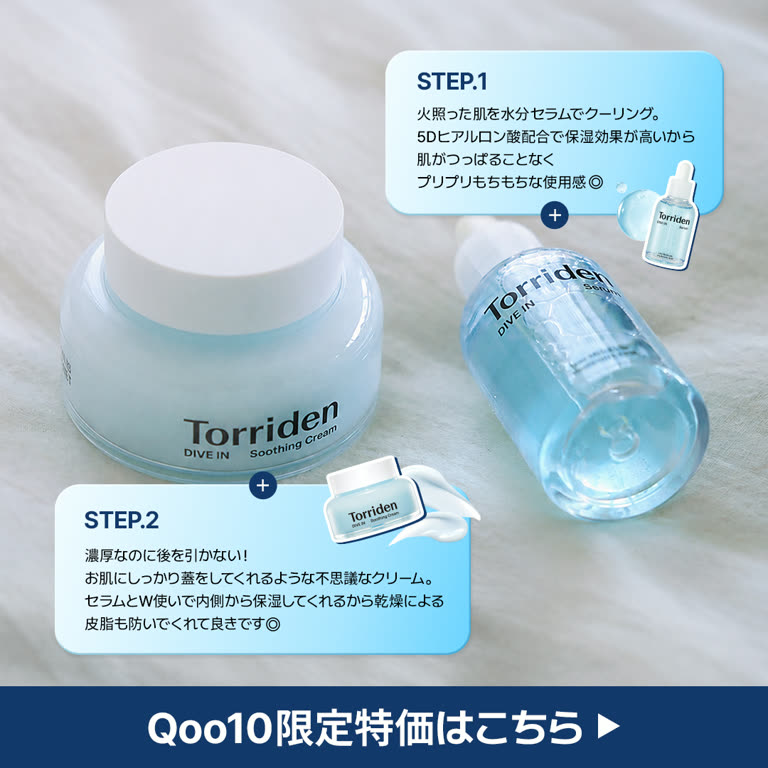 STEP.1
火照った肌を水分セラムでクーリング。
5Dヒアルロン酸配合で保湿効果が高いから
肌がつっぱることなく
プリプリもちもちな使用感◎
Torriden
DIVE IN Serum
Torriden
DIVE IN Serum
Torriden
DIVE IN Soothing Cream
STEP.2
Torriden
DIVE IN Soothing Cream
濃厚なのに後を引かない!
お肌にしっかり蓋をしてくれるような不思議なクリーム。
セラムとW使いで内側から保湿してくれるから乾燥による
皮脂も防いでくれて良きです◎
Qoo10限定特価はこちら ▶